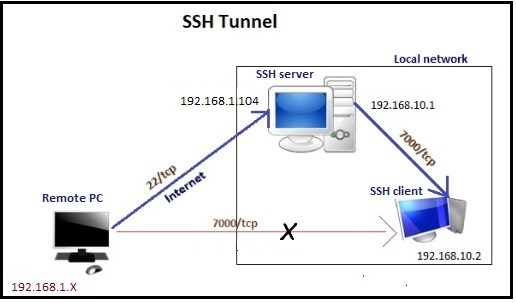 SSH Tunnel
Local network
SSH server
192.168.1.104
192.168.10.1
22/tcp
Internet
7000/tcp
Remote PC
SSH client
7000/tcp
X
192.168.10.2
192.168.1.X